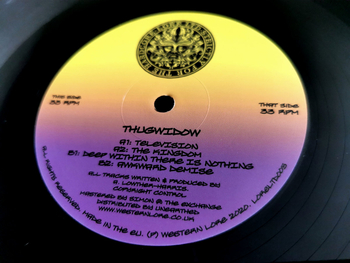 THIS SIDE
33 RPM
THAT SIDE
33 RPM
THUGWIDOW
A1: TELEVISION
A2: THE KINGDOM
B1: DEEP WITHIN THERE IS NOTHING
B2: AWKWARD DEMISE
ALL TRACKS WRITTEN & PRODUCED BY
R. LOWTHER-HARRIS
COPYRIGHT CONTROL
MASTERED BY SIMON @ THE EXCHANGE
DISTRIBUTED BY UNEARTHED
WWW.WESTERNLORE.CO.UK
ALL RIGHTS RESERVED. MADE IN THE EU. (P) WESTERN LORE 2020. LORELTD005